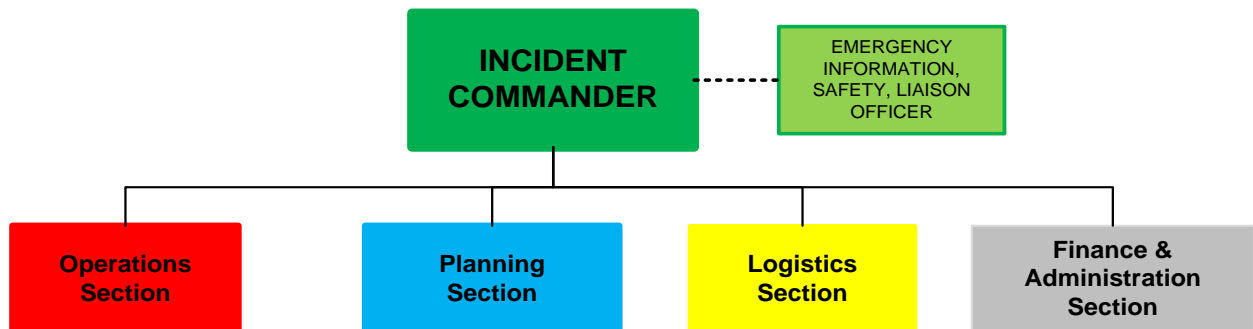 INCIDENT
COMMANDER
EMERGENCY
INFORMATION,
SAFETY, LIAISON
OFFICER
Operations
Section
Planning
Section
Logistics
Section
Finance &
Administration
Section